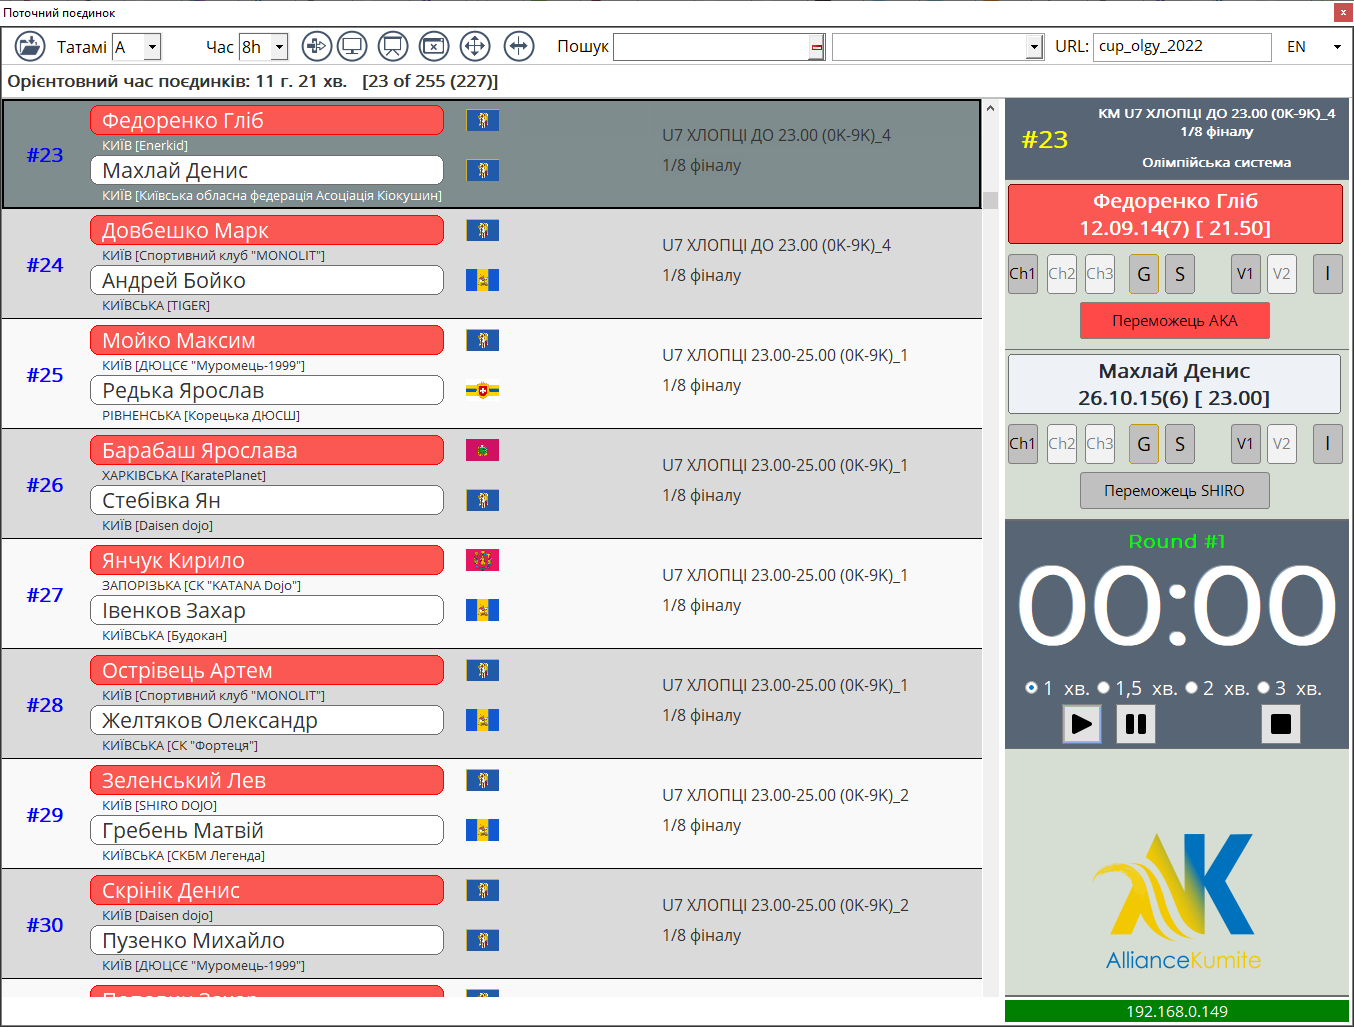 Поточний поєдинок
Татамі A Час 8h Пошук URL: cup_olgy_2022 EN
Орієнтовний час поєдинків: 11 г. 21 хв. [23 of 255 (227)]
#23
Федоренко Гліб
КИЇВ [Enerkid]
Махлай Денис
КИЇВ [Київська обласна федерація Асоціація Кіокушин]
U7 ХЛОПЦІ ДО 23.00 (0K-9K)_4
1/8 фіналу
#24
Довбешко Марк
КИЇВ [Спортивний клуб "MONOLIT"]
Андрей Бойко
КИЇВСЬКА [TIGER]
U7 ХЛОПЦІ ДО 23.00 (0K-9K)_4
1/8 фіналу
#25
Мойко Максим
КИЇВ [ДЮЦСЄ "Муромець-1999"]
Редька Ярослав
РІВНЕНСЬКА [Корецька ДЮСШ]
U7 ХЛОПЦІ 23.00-25.00 (0K-9K)_1
1/8 фіналу
#26
Барабаш Ярослава
ХАРКІВСЬКА [KaratePlanet]
Стебівка Ян
КИЇВ [Daisen dojo]
U7 ХЛОПЦІ 23.00-25.00 (0K-9K)_1
1/8 фіналу
#27
Янчук Кирило
ЗАПОРІЗЬКА [СК "KATANA Dojo"]
Івенков Захар
КИЇВСЬКА [Будокан]
U7 ХЛОПЦІ 23.00-25.00 (0K-9K)_1
1/8 фіналу
#28
Острівець Артем
КИЇВ [Спортивний клуб "MONOLIT"]
Желтяков Олександр
КИЇВСЬКА [СК "Фортеця"]
U7 ХЛОПЦІ 23.00-25.00 (0K-9K)_1
1/8 фіналу
#29
Зеленський Лев
КИЇВ [SHIRO DOJO]
Гребень Матвій
КИЇВСЬКА [СКБМ Легенда]
U7 ХЛОПЦІ 23.00-25.00 (0K-9K)_2
1/8 фіналу
#30
Скрінік Денис
КИЇВ [Daisen dojo]
Пузенко Михайло
КИЇВ [ДЮЦСЄ "Муромець-1999"]
U7 ХЛОПЦІ 23.00-25.00 (0K-9K)_2
1/8 фіналу
#23
КМ U7 ХЛОПЦІ ДО 23.00 (0K-9K)_4
1/8 фіналу
Олімпійська система
Федоренко Гліб
12.09.14(7) [ 21.50]
Ch1 Ch2 Ch3 G S V1 V2 I
Переможець AKA
Махлай Денис
26.10.15(6) [ 23.00]
Ch1 Ch2 Ch3 G S V1 V2 I
Переможець SHIRO
Round #1
00:00
1 хв. 1,5 хв. 2 хв. 3 хв.
AK
AllianceKumite
192.168.0.149